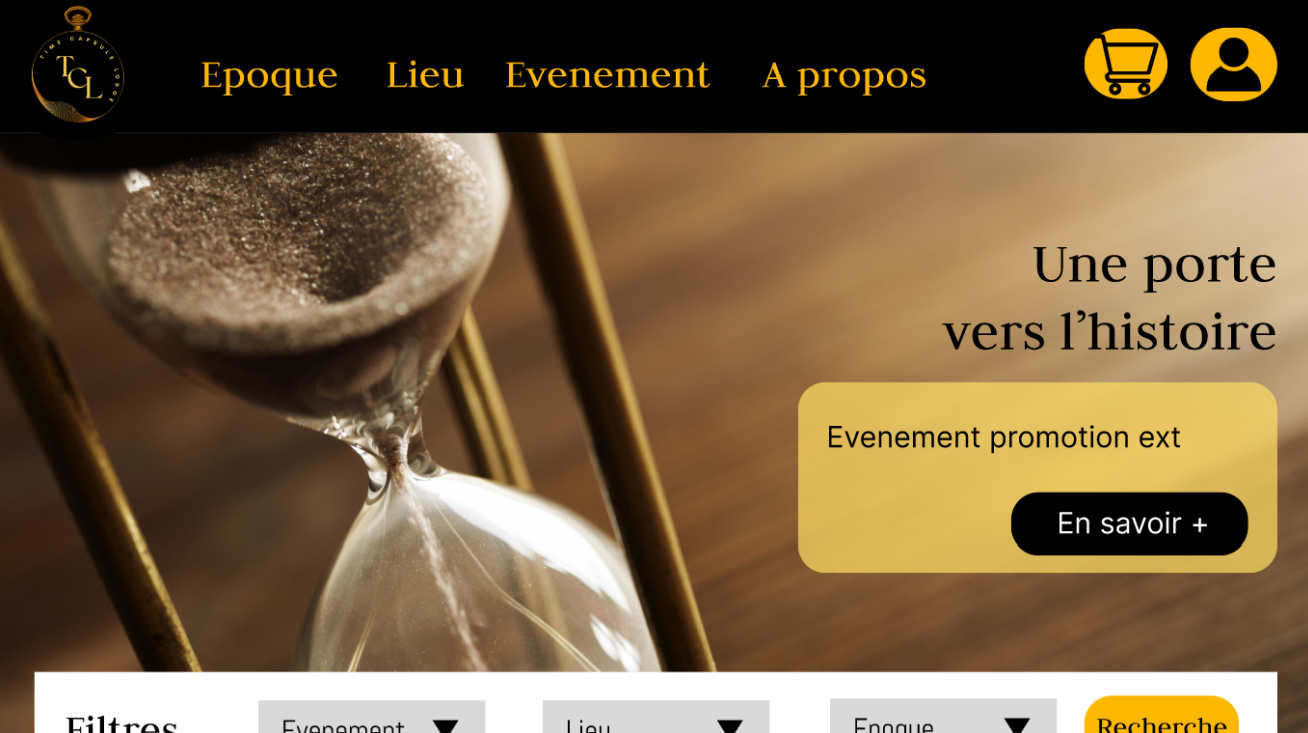 TIME CAPSULE LODGE
TCL
Epoque Lieu Evenement A propos
Une porte
vers l’histoire
Evenement promotion ext
En savoir +
Filtres Evenement Lieu Epoque Recherche